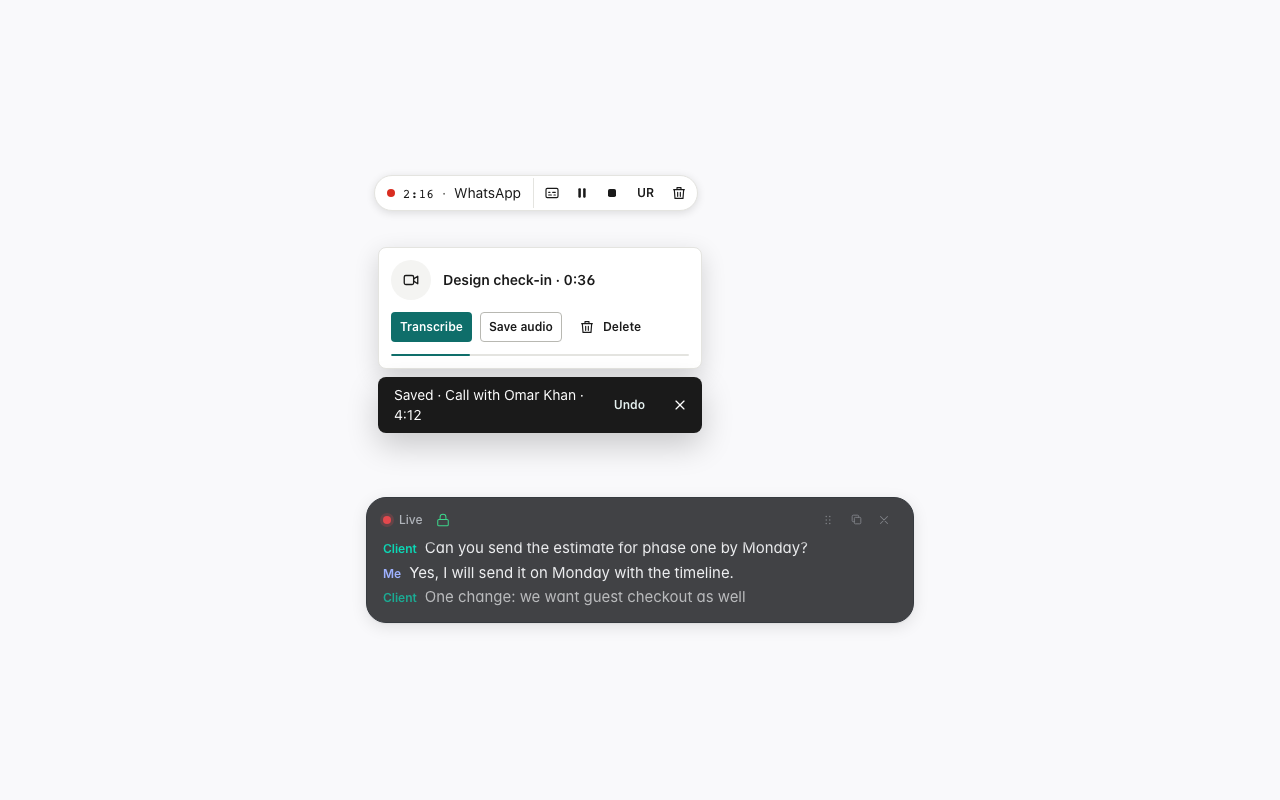 2:16 · WhatsApp UR
Design check-in · 0:36
Transcribe Save audio Delete
Saved · Call with Omar Khan ·
4:12
Undo
Live
Client Can you send the estimate for phase one by Monday?
Me Yes, I will send it on Monday with the timeline.
Client One change: we want guest checkout as well